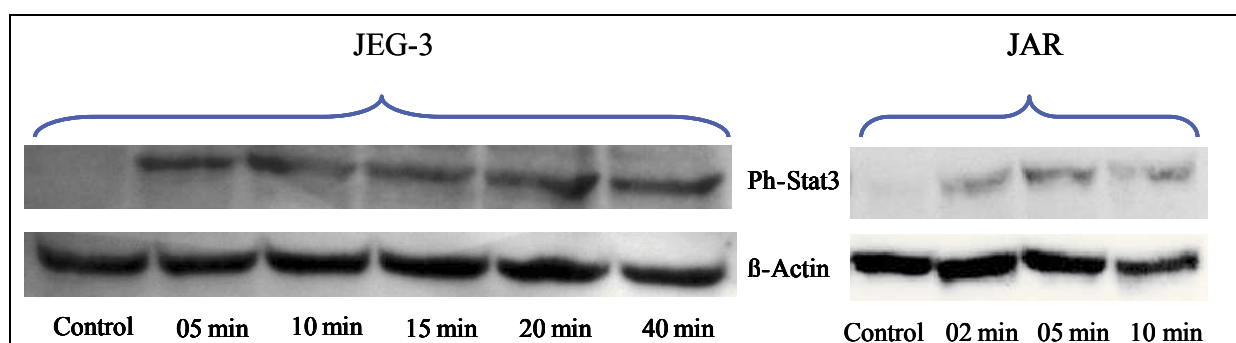 JEG-3 JAR
Ph-Stat3
ß-Actin
Control 05 min 10 min 15 min 20 min 40 min
Control 02 min 05 min 10 min